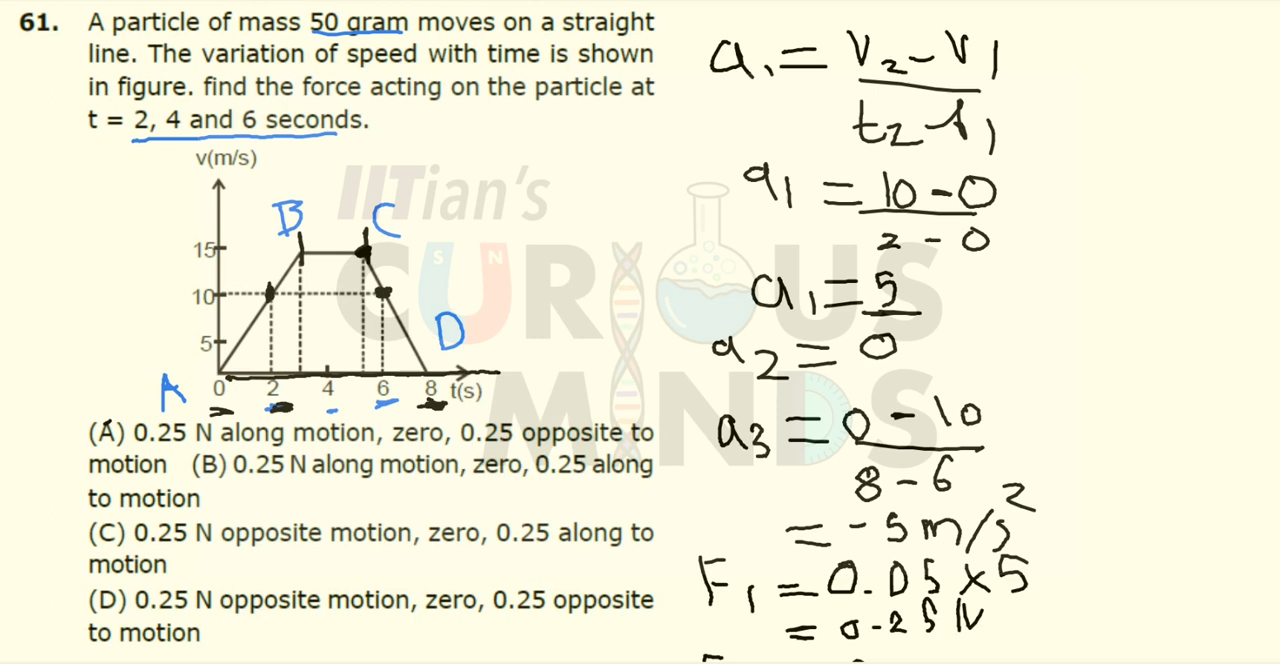 61. A particle of mass 50 gram moves on a straight
line. The variation of speed with time is shown
in figure. find the force acting on the particle at
t = 2, 4 and 6 seconds.
v(m/s)
15
10
5
0 2 4 6 8 t(s)
A
B
C
D
(A) 0.25 N along motion, zero, 0.25 opposite to
motion (B) 0.25 N along motion, zero, 0.25 along
to motion
(C) 0.25 N opposite motion, zero, 0.25 along to
motion
(D) 0.25 N opposite motion, zero, 0.25 opposite
to motion
IITian's
CURIOUS
S N
MINDS
a₁ = V₂ - V₁
t₂ - t₁
a₁ = 10 - 0
2 - 0
a₁ = 5
a₂ = 0
a₃ = 0 - 10
8 - 6
= - 5 m/s²
F₁ = 0.05 × 5
= 0.25 N